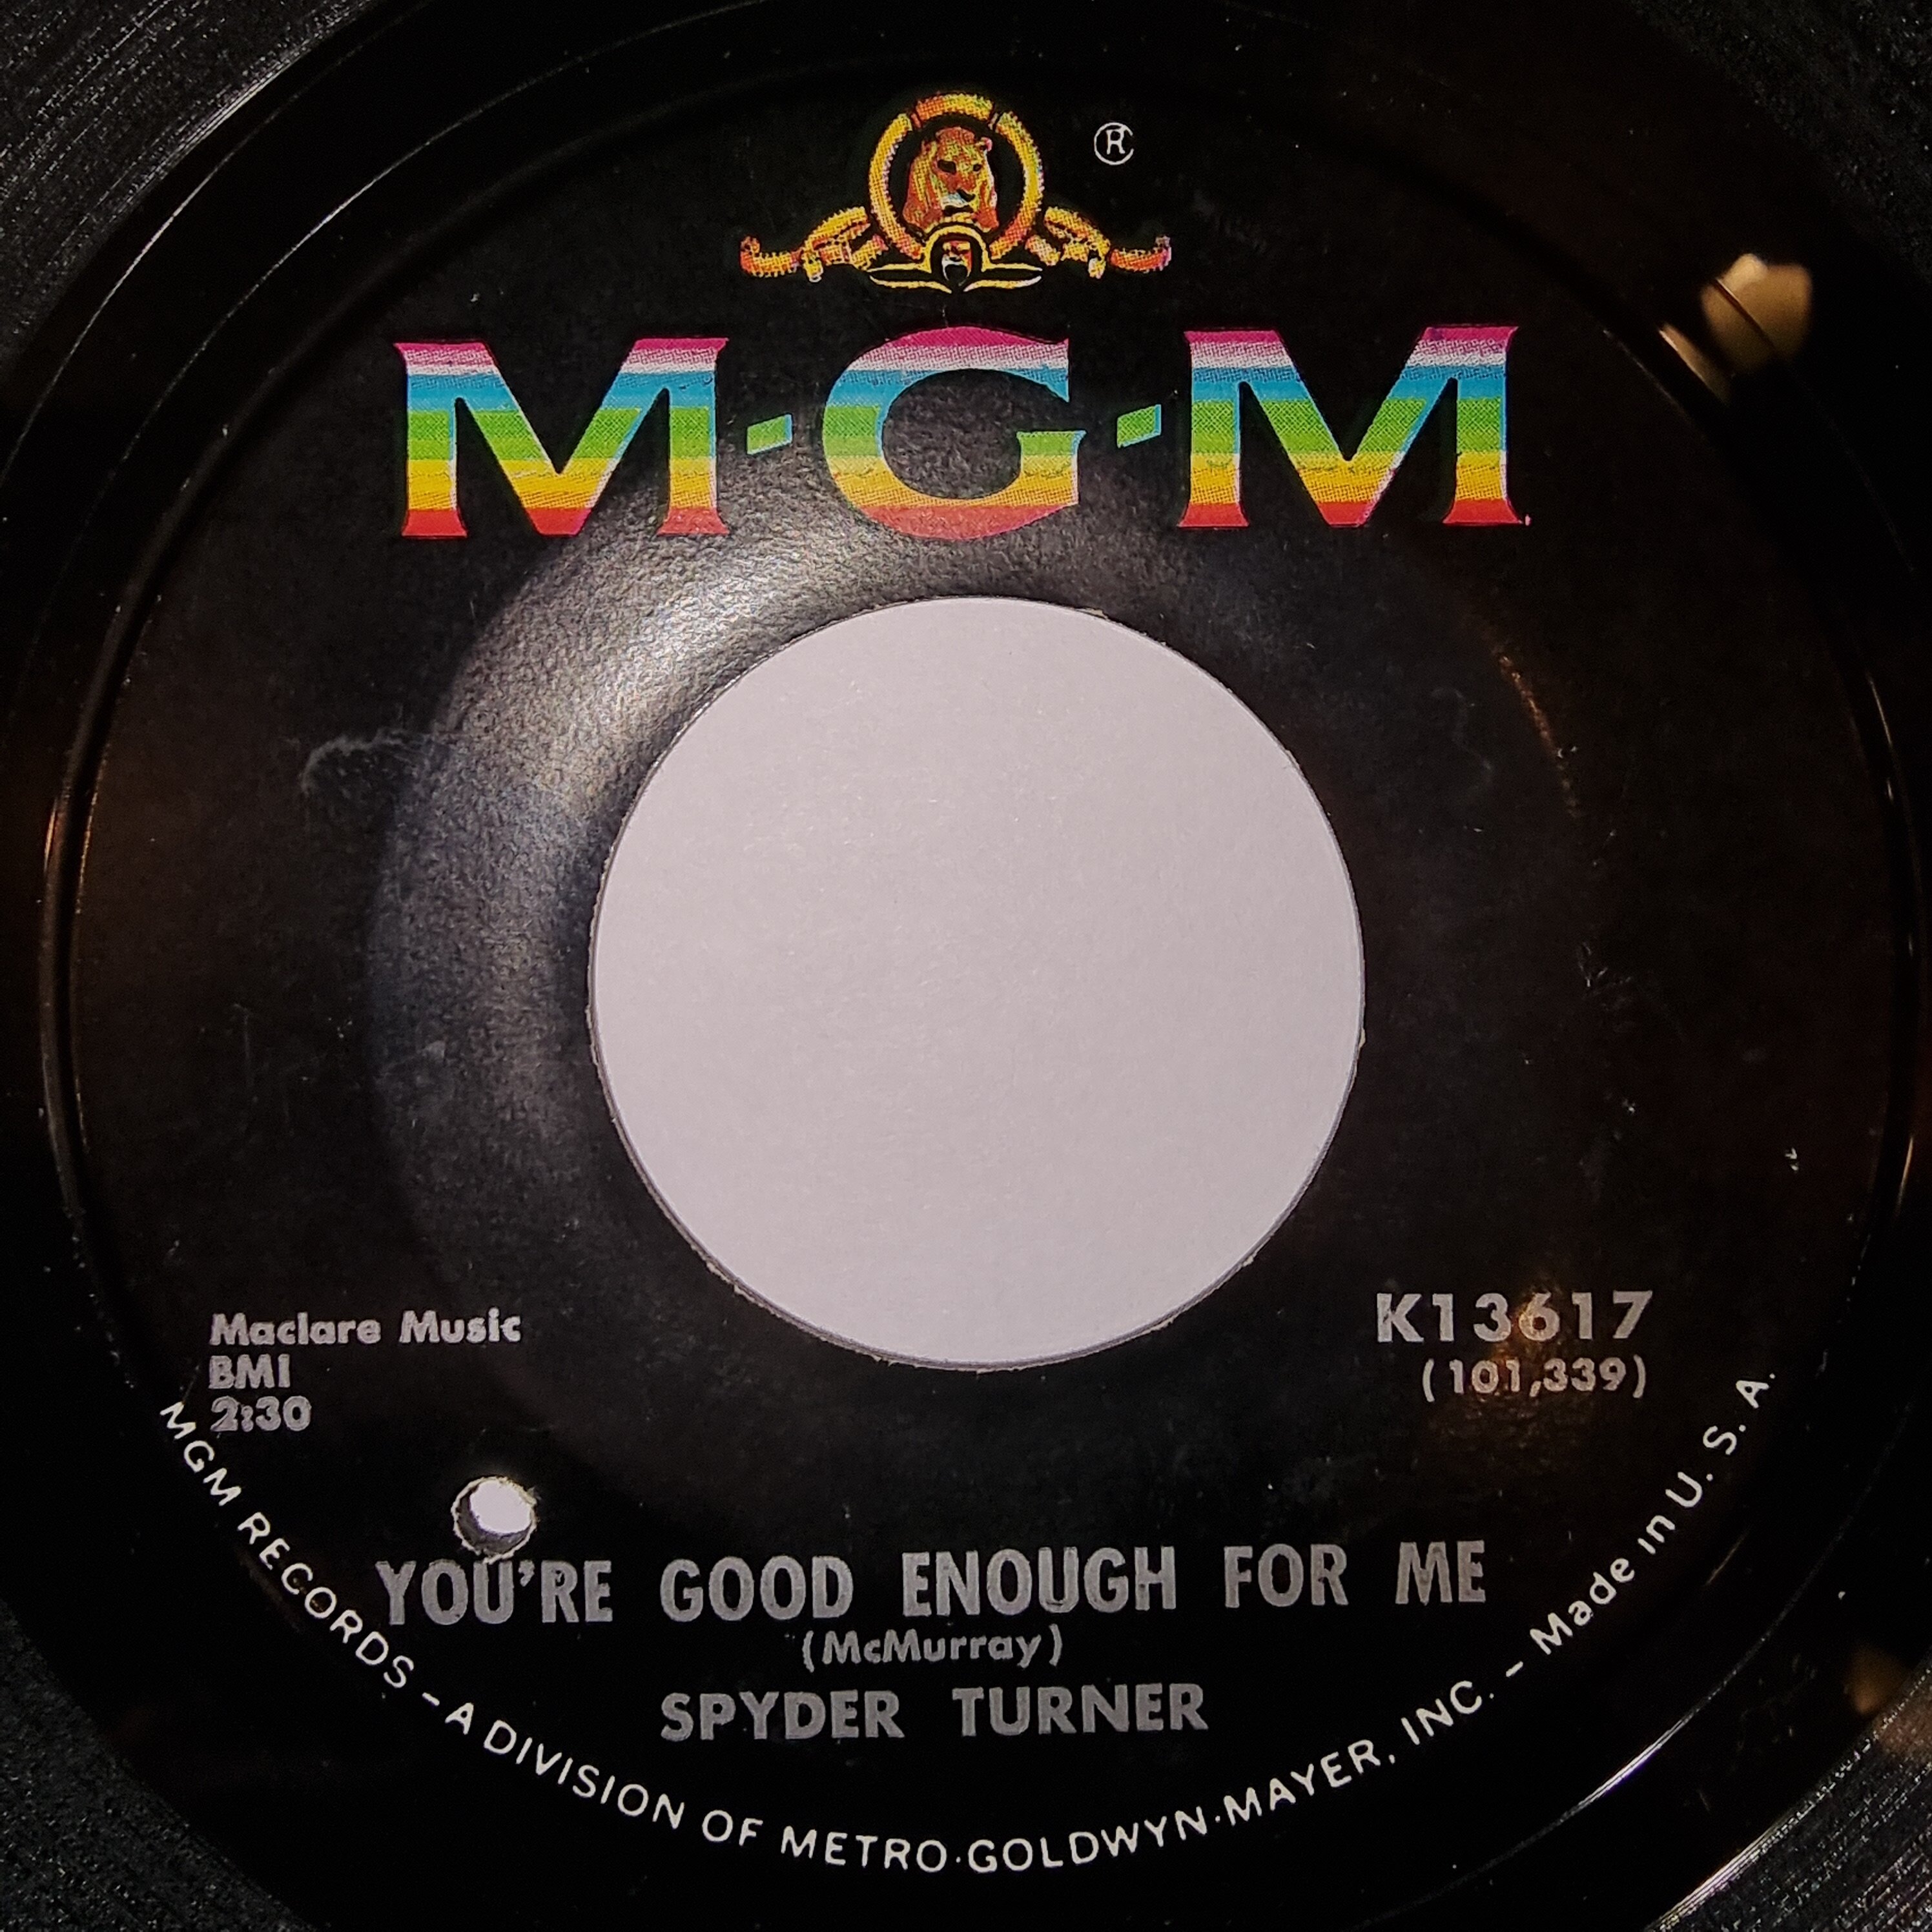 ®
M·G·M
Maclare Music
BMI
2:30
K13617
(101,339)
YOU'RE GOOD ENOUGH FOR ME
(McMurray)
SPYDER TURNER
MGM RECORDS – A DIVISION OF METRO·GOLDWYN·MAYER, INC. – Made in U. S. A.